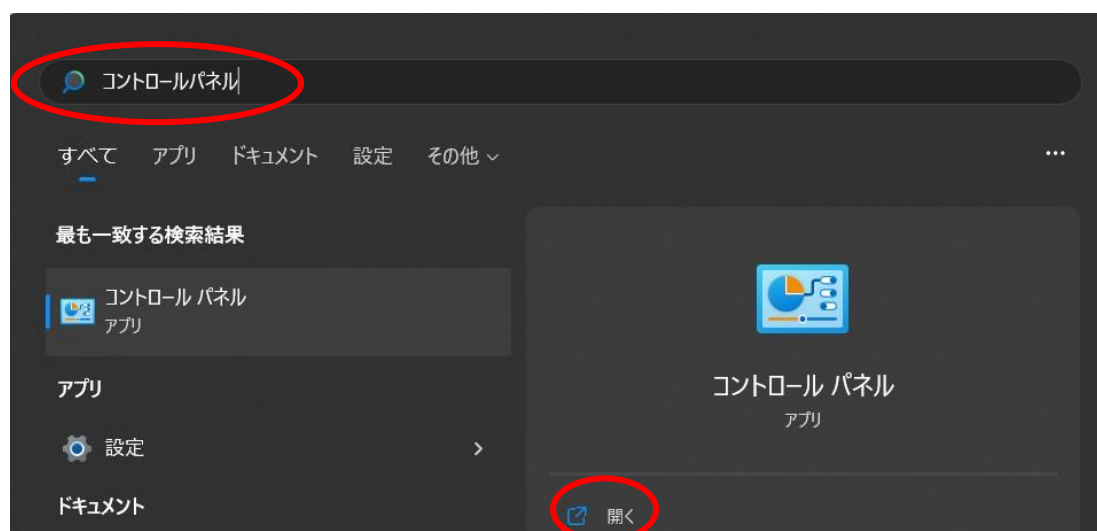 コントロールパネル
すべて アプリ ドキュメント 設定 その他
最も一致する検索結果
コントロール パネル
アプリ
アプリ
設定
ドキュメント
コントロール パネル
アプリ
開く